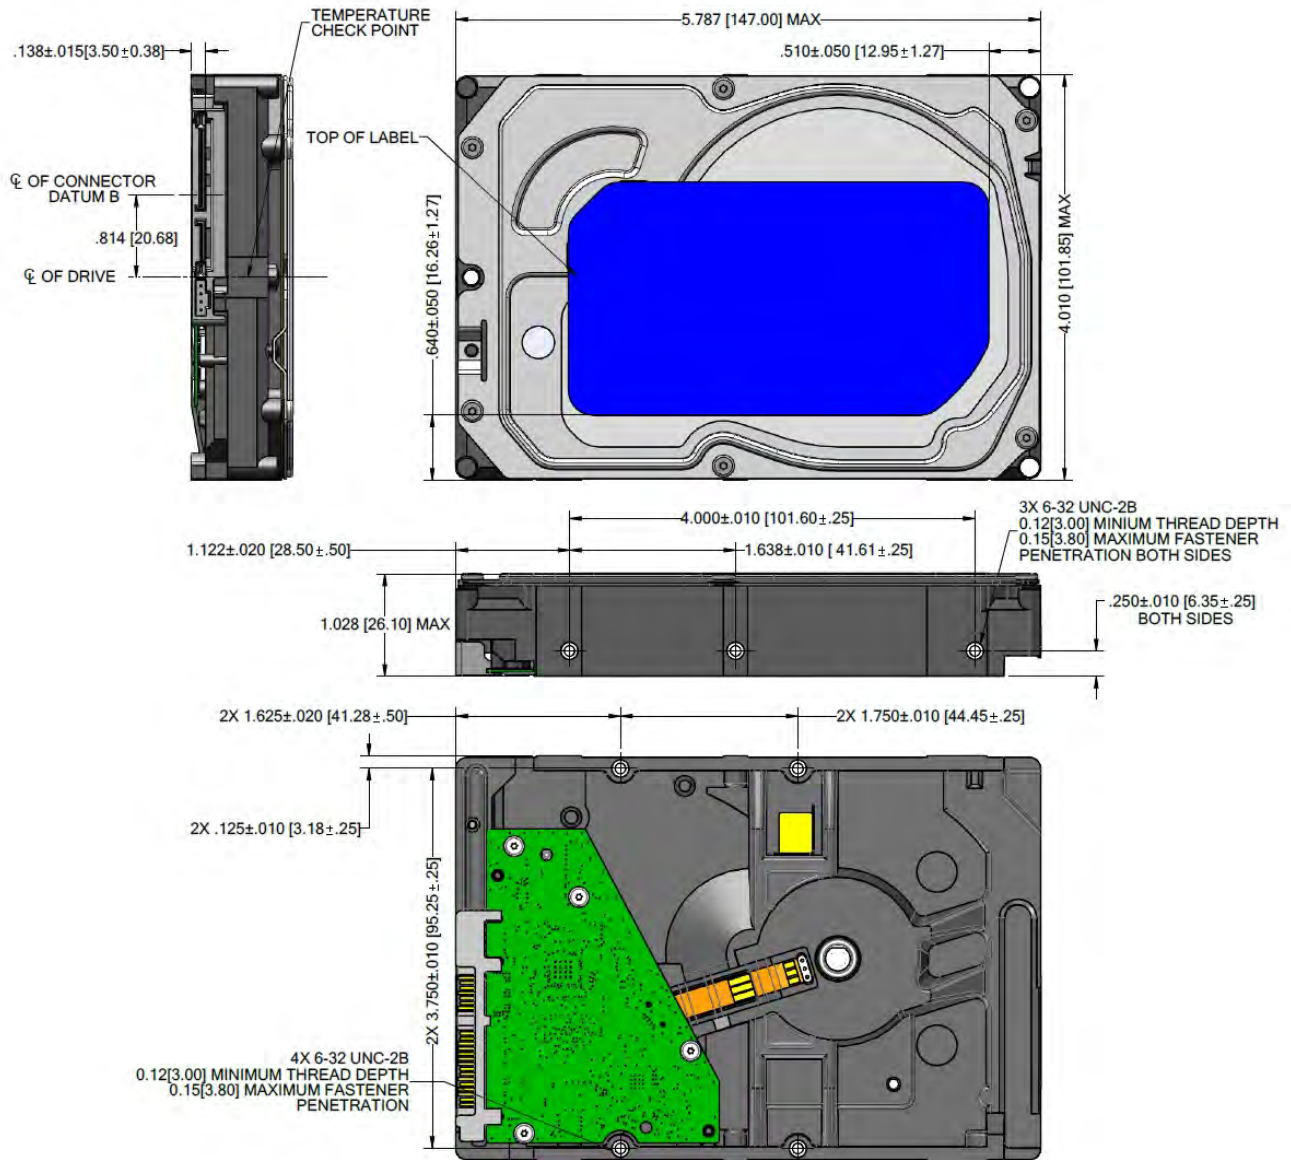 TEMPERATURE
CHECK POINT
5.787 [147.00] MAX
.138±.015[3.50±0.38]
.510±.050 [12.95±1.27]
TOP OF LABEL
℄ OF CONNECTOR
DATUM B
.814 [20.68]
℄ OF DRIVE
.640±.050 [16.26±1.27]
4.010 [101.85] MAX
4.000±.010 [101.60±.25]
3X 6-32 UNC-2B
0.12[3.00] MINIUM THREAD DEPTH
0.15[3.80] MAXIMUM FASTENER
PENETRATION BOTH SIDES
1.122±.020 [28.50±.50]
1.638±.010 [ 41.61±.25]
1.028 [26.10] MAX
.250±.010 [6.35±.25]
BOTH SIDES
2X 1.625±.020 [41.28±.50]
2X 1.750±.010 [44.45±.25]
2X .125±.010 [3.18±.25]
2X 3.750±.010 [95.25±.25]
4X 6-32 UNC-2B
0.12[3.00] MINIMUM THREAD DEPTH
0.15[3.80] MAXIMUM FASTENER
PENETRATION